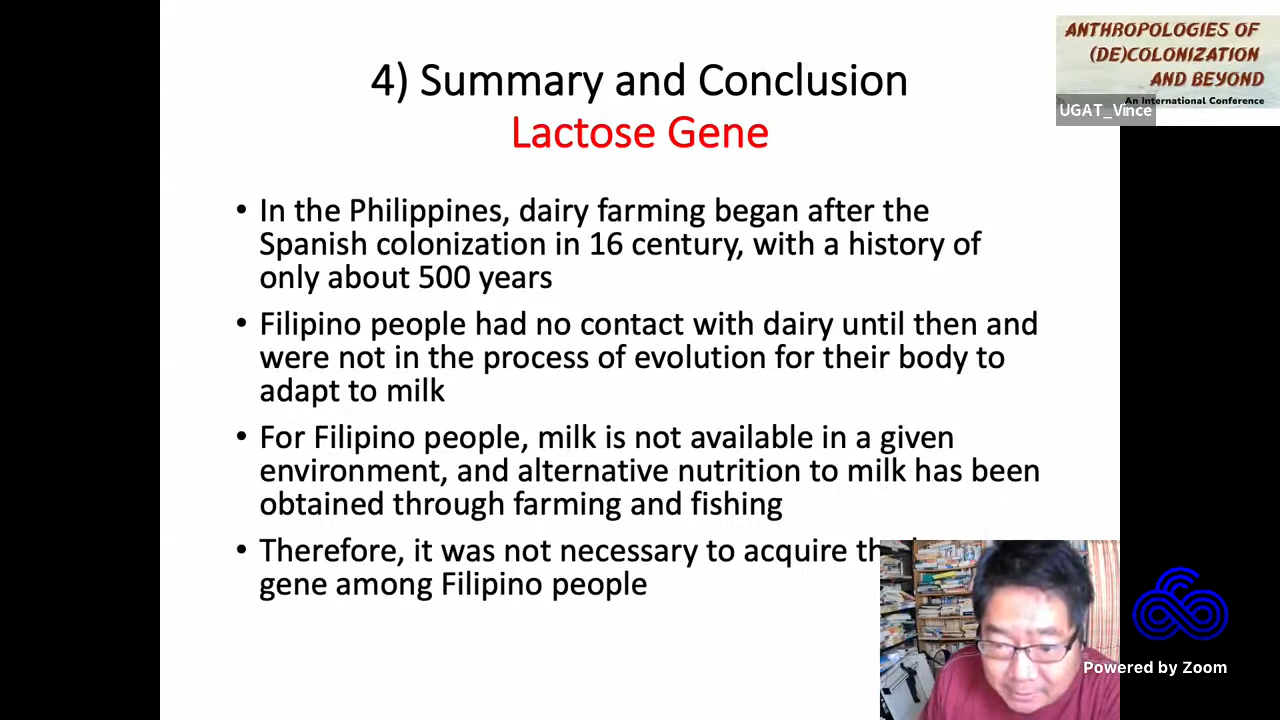 4) Summary and Conclusion
Lactose Gene
• In the Philippines, dairy farming began after the
Spanish colonization in 16 century, with a history of
only about 500 years
• Filipino people had no contact with dairy until then and
were not in the process of evolution for their body to
adapt to milk
• For Filipino people, milk is not available in a given
environment, and alternative nutrition to milk has been
obtained through farming and fishing
• Therefore, it was not necessary to acquire
gene among Filipino people
ANTHROPOLOGIES OF
(DE)COLONIZATION
AND BEYOND
An International Conference
UGAT_Vince
Powered by Zoom